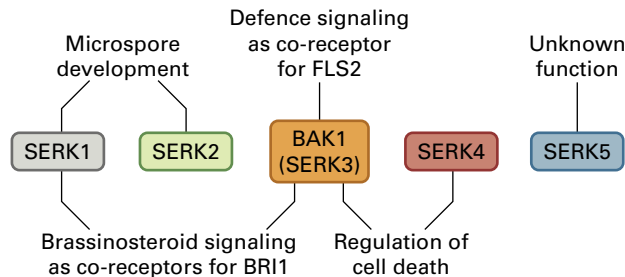 Microspore
development
Defence signaling
as co-receptor
for FLS2
Unknown
function
SERK1
SERK2
BAK1
(SERK3)
SERK4
SERK5
Brassinosteroid signaling
as co-receptors for BRI1
Regulation of
cell death